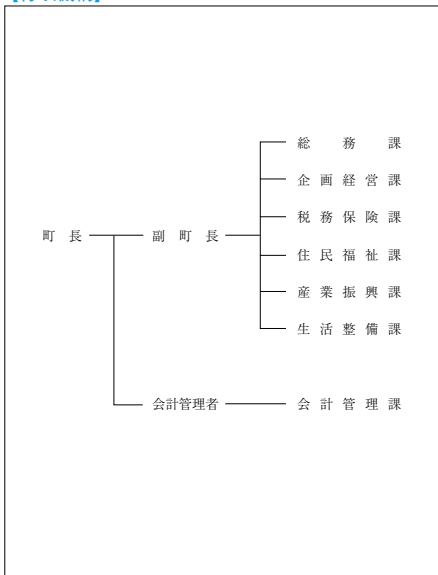 総務課
企画経営課
税務保険課
町長 副町長
住民福祉課
産業振興課
生活整備課
会計管理者 会計管理課